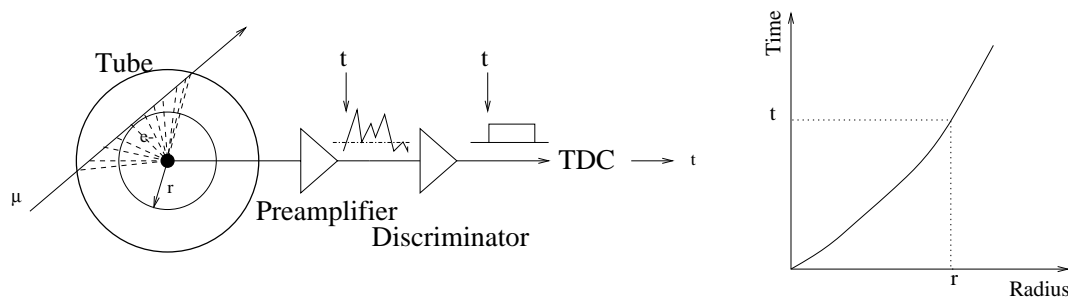 Tube
e-
r
μ
t
t
Preamplifier
Discriminator
TDC
t
Time
t
r
Radius